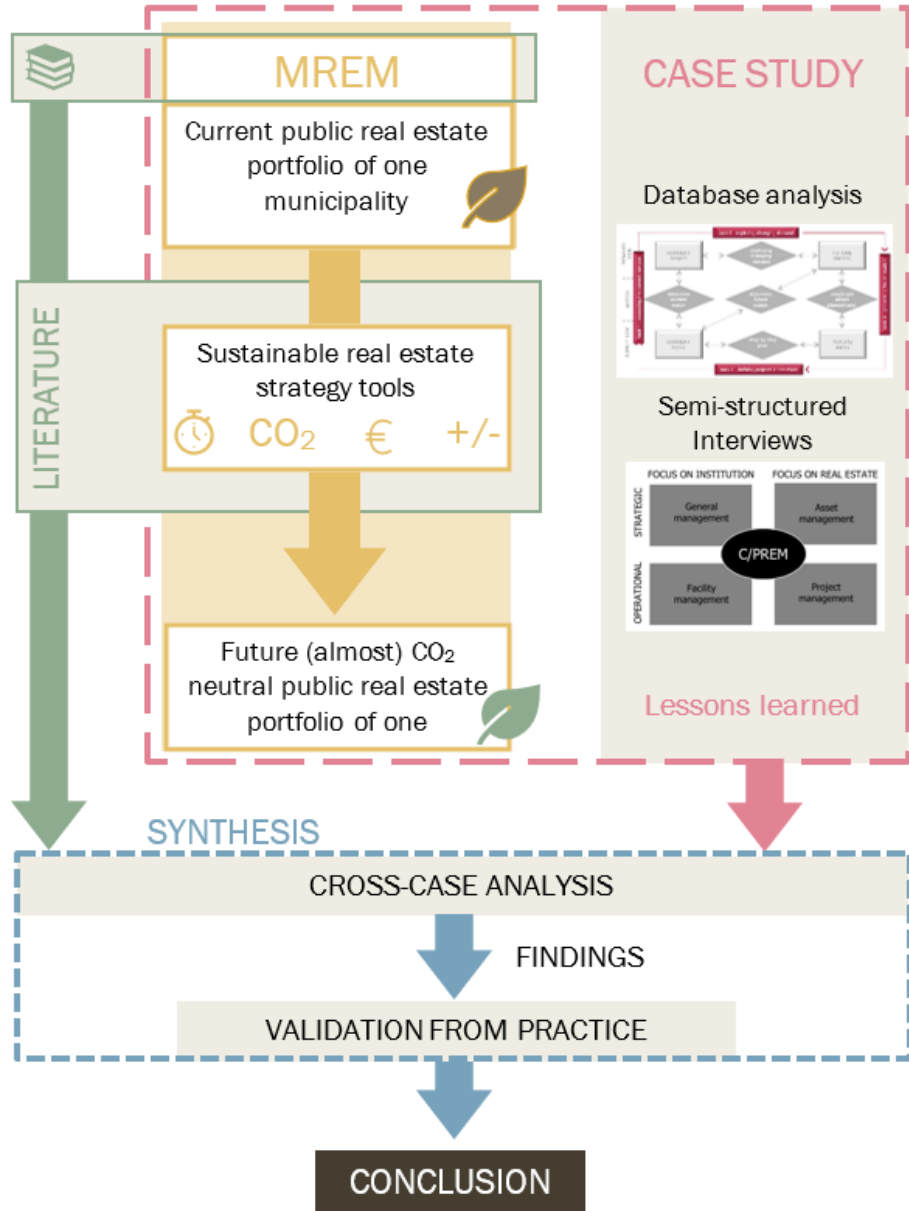 MREM
Current public real estate
portfolio of one
municipality
LITERATURE
Sustainable real estate
strategy tools
CO₂
€
+/-
Future (almost) CO₂
neutral public real estate
portfolio of one
CASE STUDY
Database analysis
Semi-structured
Interviews
FOCUS ON INSTITUTION
FOCUS ON REAL ESTATE
STRATEGIC
General
management
Asset
management
C/PREM
OPERATIONAL
Facility
management
Project
management
Lessons learned
SYNTHESIS
CROSS-CASE ANALYSIS
FINDINGS
VALIDATION FROM PRACTICE
CONCLUSION